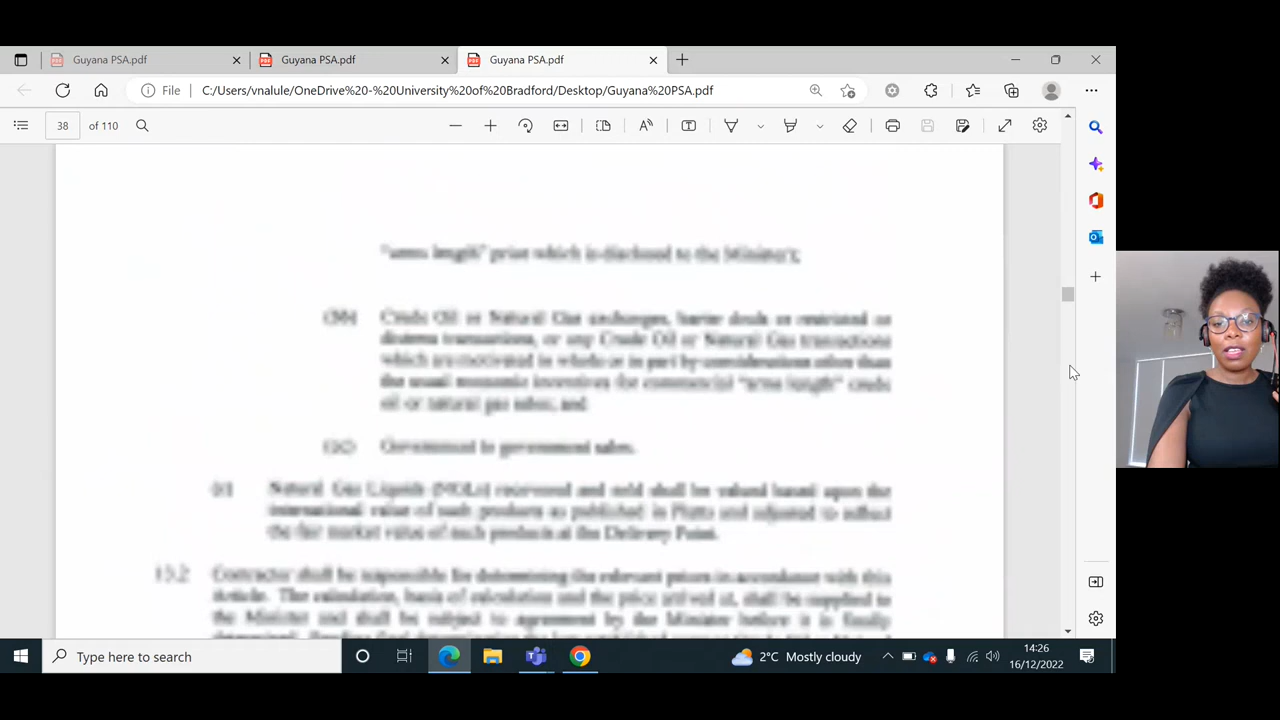 Guyana PSA.pdf
Guyana PSA.pdf
Guyana PSA.pdf
File
C:/Users/vnalule/OneDrive%20-%20University%20of%20Bradford/Desktop/Guyana%20PSA.pdf
38 of 110
"arms length" price which is disclosed to the Minister);
(bb) Crude Oil or Natural Gas exchanges, barter deals or restricted or
distress transactions, or any Crude Oil or Natural Gas transactions
which are motivated in whole or in part by considerations other than
the usual economic incentives for commercial "arms length" crude
oil or natural gas sales; and
(cc) Government to government sales.
Natural Gas Liquids (NGLs) recovered and sold shall be valued based upon the
international value of such products as published in Platts and adjusted to reflect
the fair market value of such products at the Delivery Point.
13.2 Contractor shall be responsible for determining the relevant prices in accordance with this
Article. The calculation, basis of calculation and the price arrived at, shall be supplied to
the Minister and shall be subject to agreement by the Minister before it is finally
Type here to search
2°C Mostly cloudy
14:26
16/12/2022